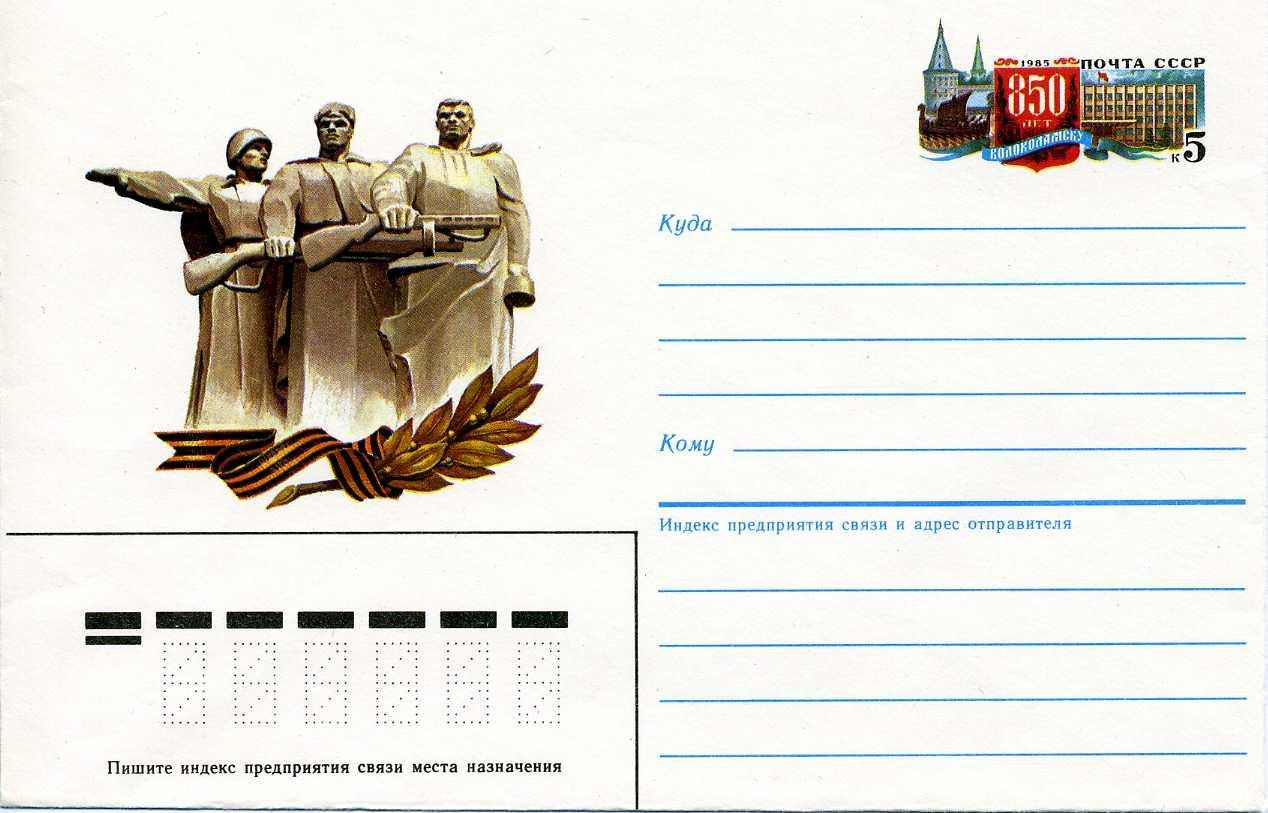 1985 ПОЧТА СССР
850
ЛЕТ
ВОЛОКОЛАМСКУ
к 5
Куда
Кому
Индекс предприятия связи и адрес отправителя
Пишите индекс предприятия связи места назначения